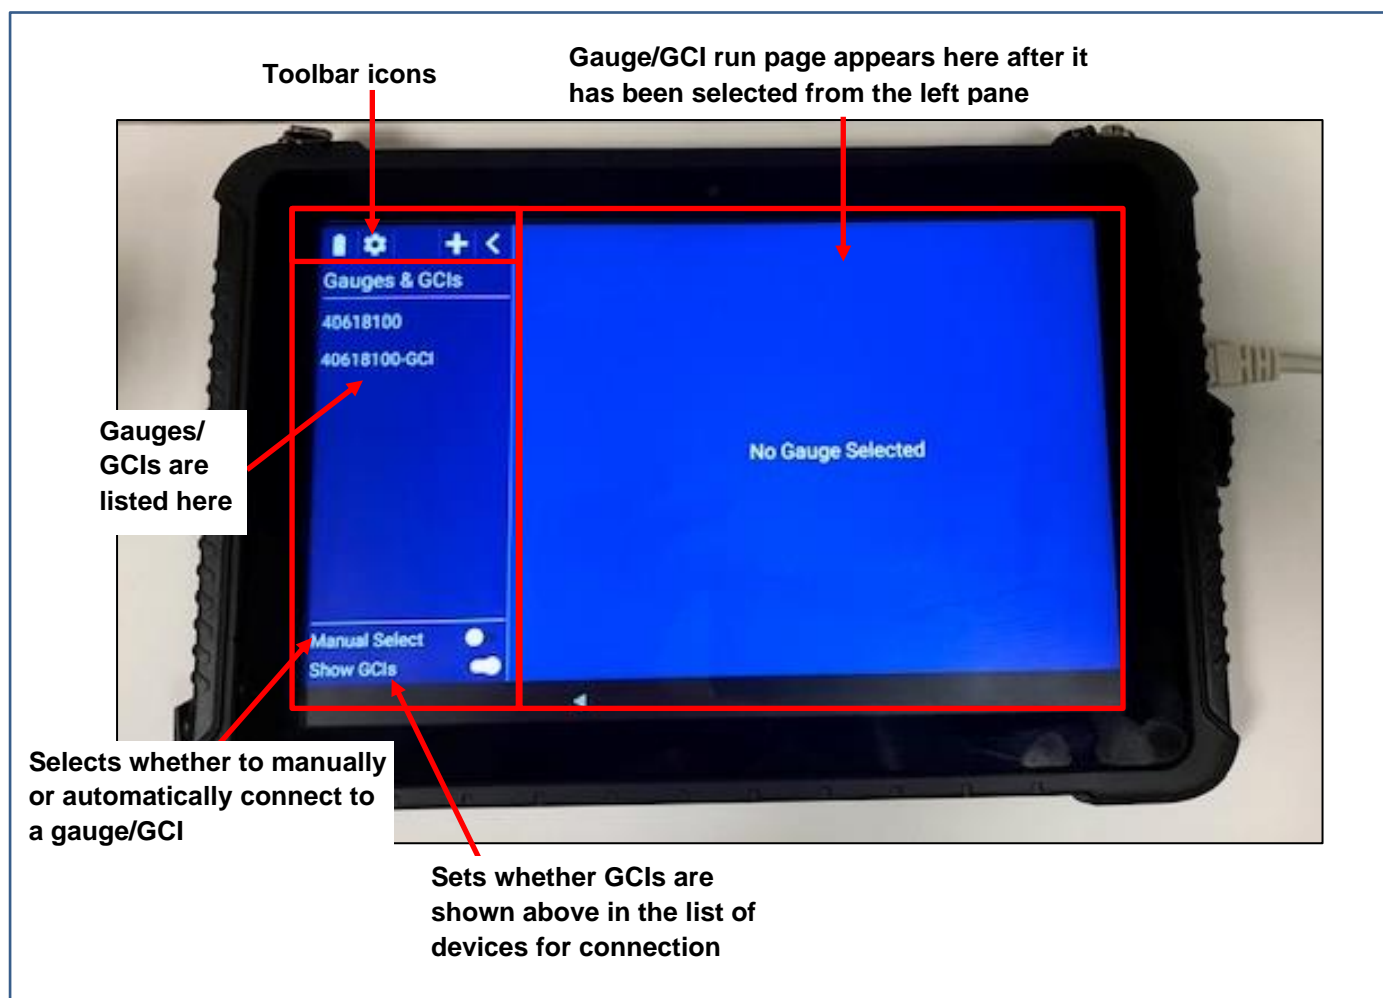 Toolbar icons
Gauge/GCI run page appears here after it
has been selected from the left pane
Gauges & GCIs
40618100
40618100-GCI
Gauges/
GCIs are
listed here
No Gauge Selected
Manual Select
Show GCIs
Selects whether to manually
or automatically connect to
a gauge/GCI
Sets whether GCIs are
shown above in the list of
devices for connection